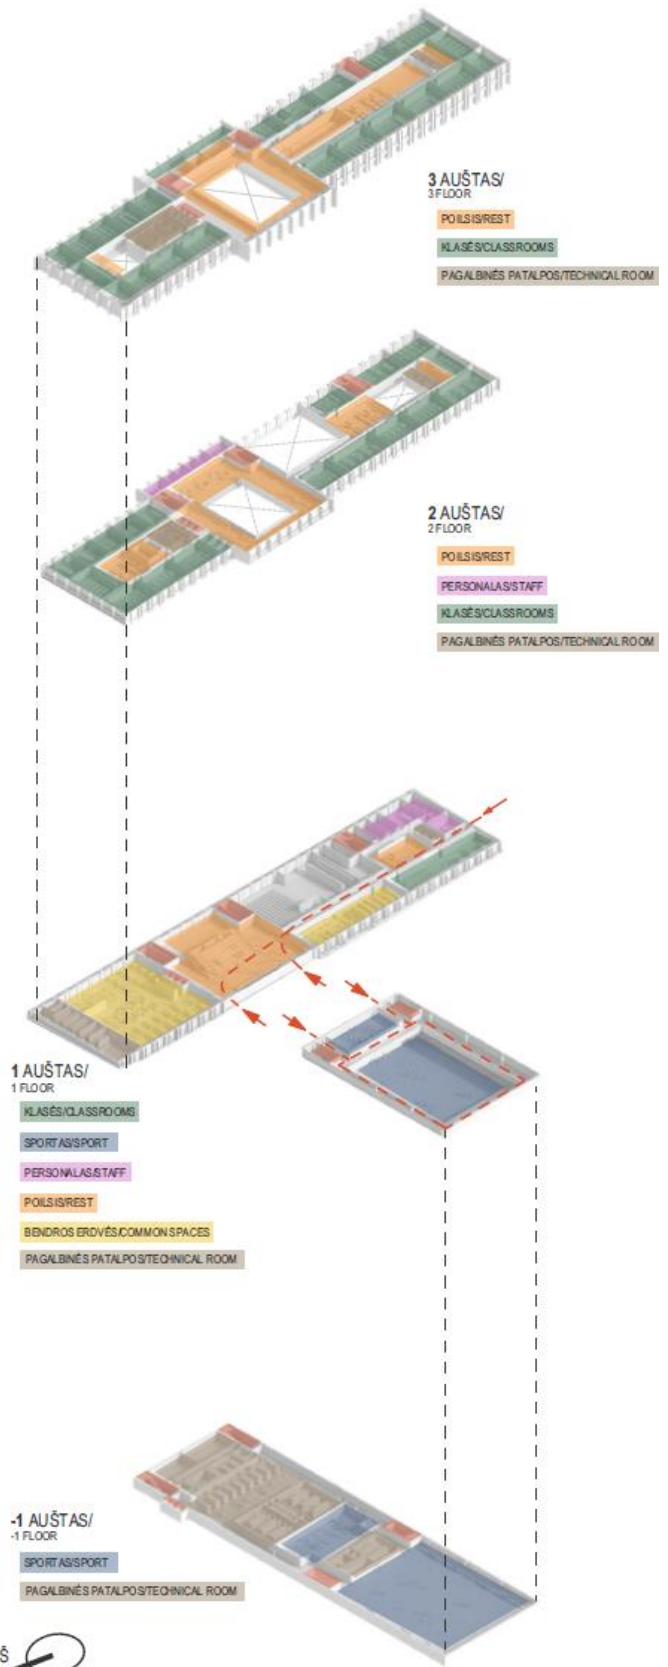 3 AUŠTAS/
3 FLOOR
POILSIS/REST
KLASĖS/CLASSROOMS
PAGALBINĖS PATALPOS/TECHNICAL ROOM
2 AUŠTAS/
2 FLOOR
POILSIS/REST
PERSONALAS/STAFF
KLASĖS/CLASSROOMS
PAGALBINĖS PATALPOS/TECHNICAL ROOM
1 AUŠTAS/
1 FLOOR
KLASĖS/CLASSROOMS
SPORTAS/SPORT
PERSONALAS/STAFF
POILSIS/REST
BENDROS ERDVĖS/COMMON SPACES
PAGALBINĖS PATALPOS/TECHNICAL ROOM
-1 AUŠTAS/
-1 FLOOR
SPORTAS/SPORT
PAGALBINĖS PATALPOS/TECHNICAL ROOM
Š